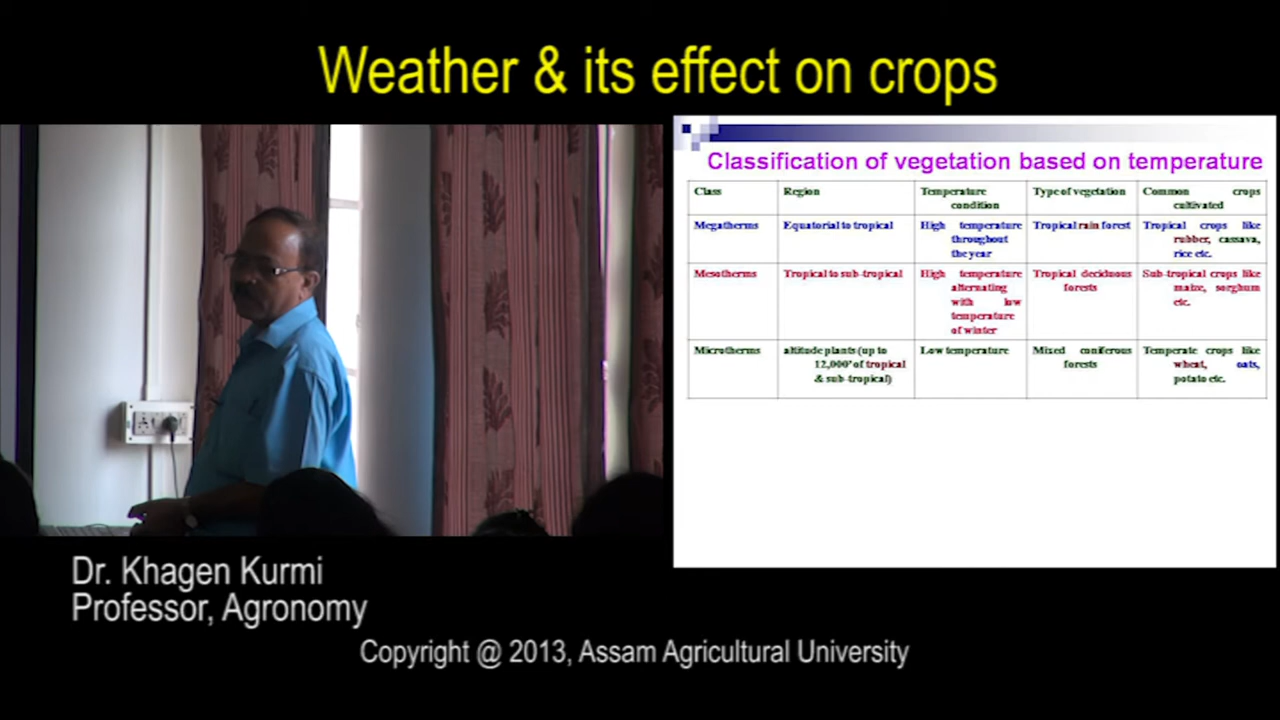 Weather & its effect on crops
Classification of vegetation based on temperature
Class
Region
Temperature
condition
Type of vegetation
Common crops
cultivated
Megatherms
Equatorial to tropical
High temperature
throughout
the year
Tropical rain forest
Tropical crops like
rubber, cassava,
rice etc.
Mesotherms
Tropical to sub-tropical
High temperature
alternating
with low
temperature
of winter
Tropical deciduous
forests
Sub-tropical crops like
maize, sorghum
etc.
Microtherms
altitude plants (up to
12,000' of tropical
& sub-tropical)
Low temperature
Mixed coniferous
forests
Temperate crops like
wheat, oats,
potato etc.
Dr. Khagen Kurmi
Professor, Agronomy
Copyright @ 2013, Assam Agricultural University